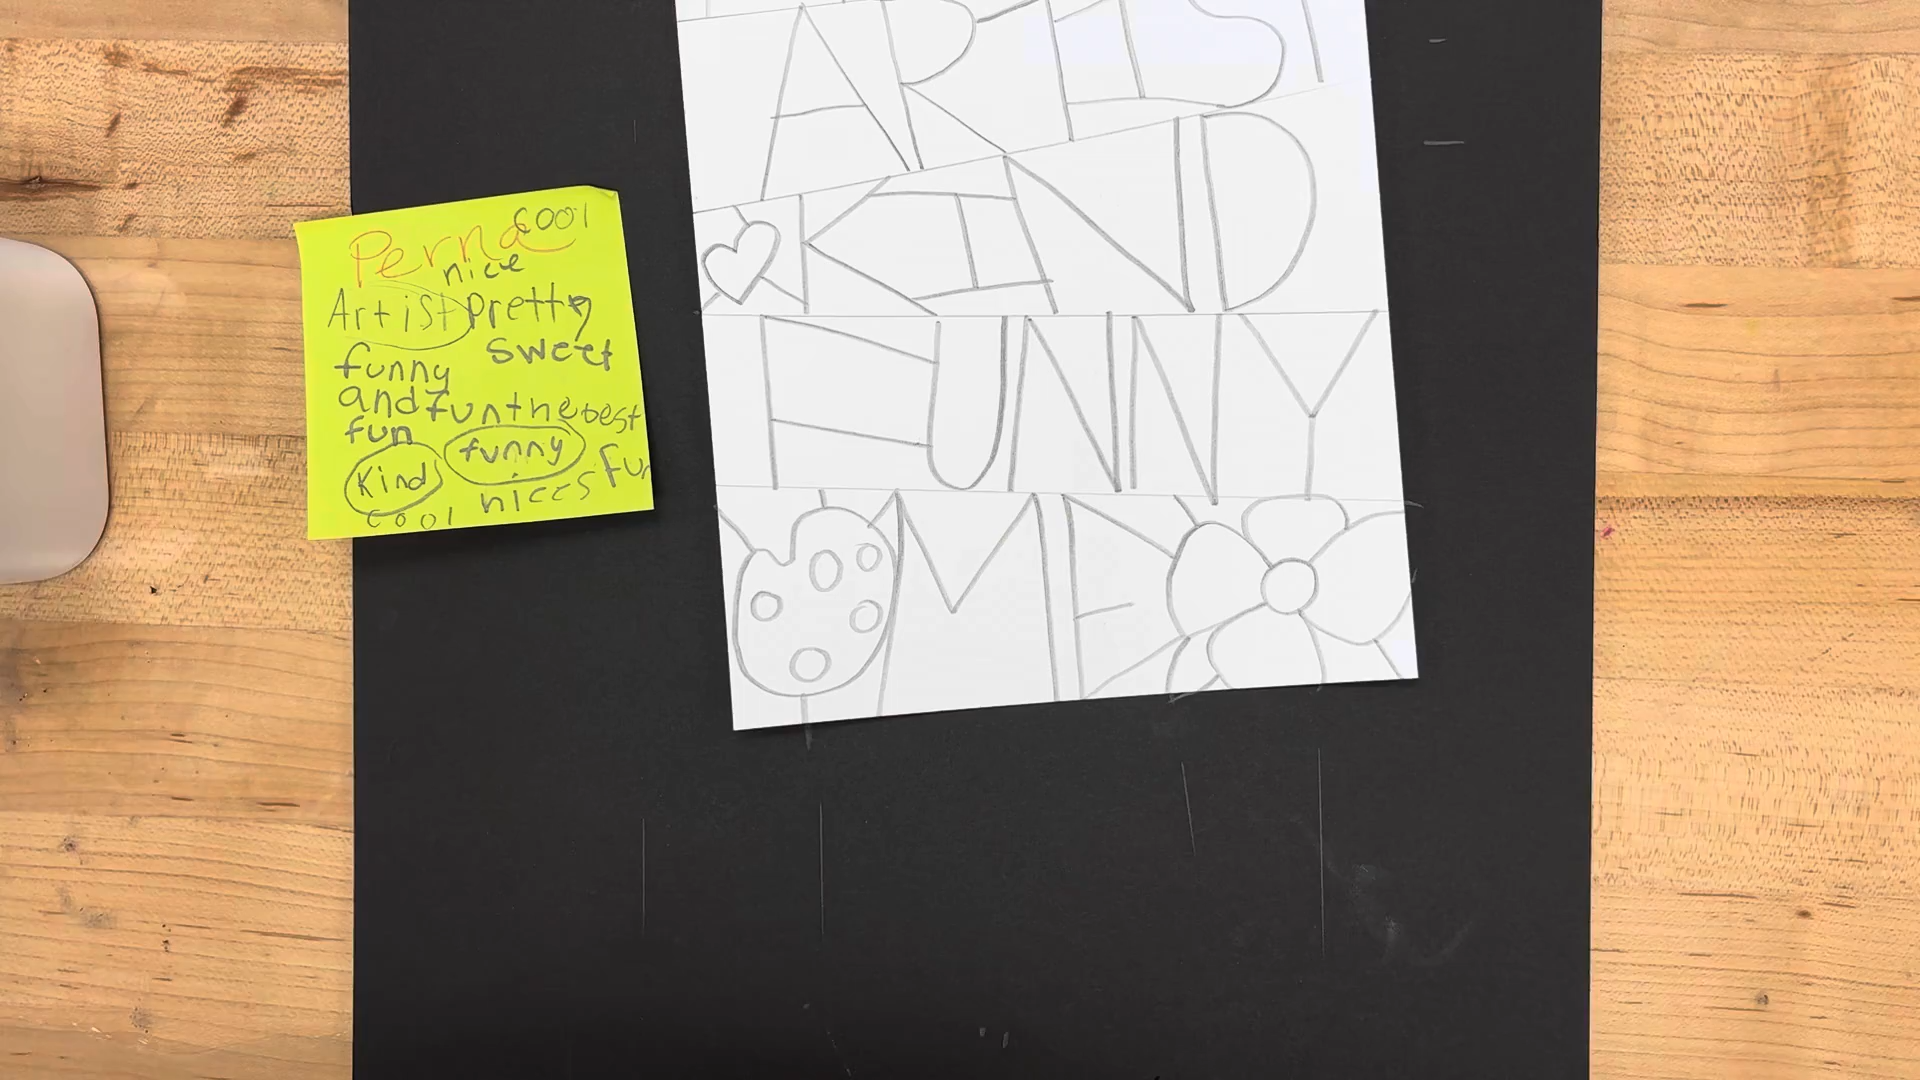 cool
Perna
nice
Artist pretty
sweet
funny
and fun the best
fun
Kind funny fun
nices
cool
ARTIST
KIND
FUNNY
ME